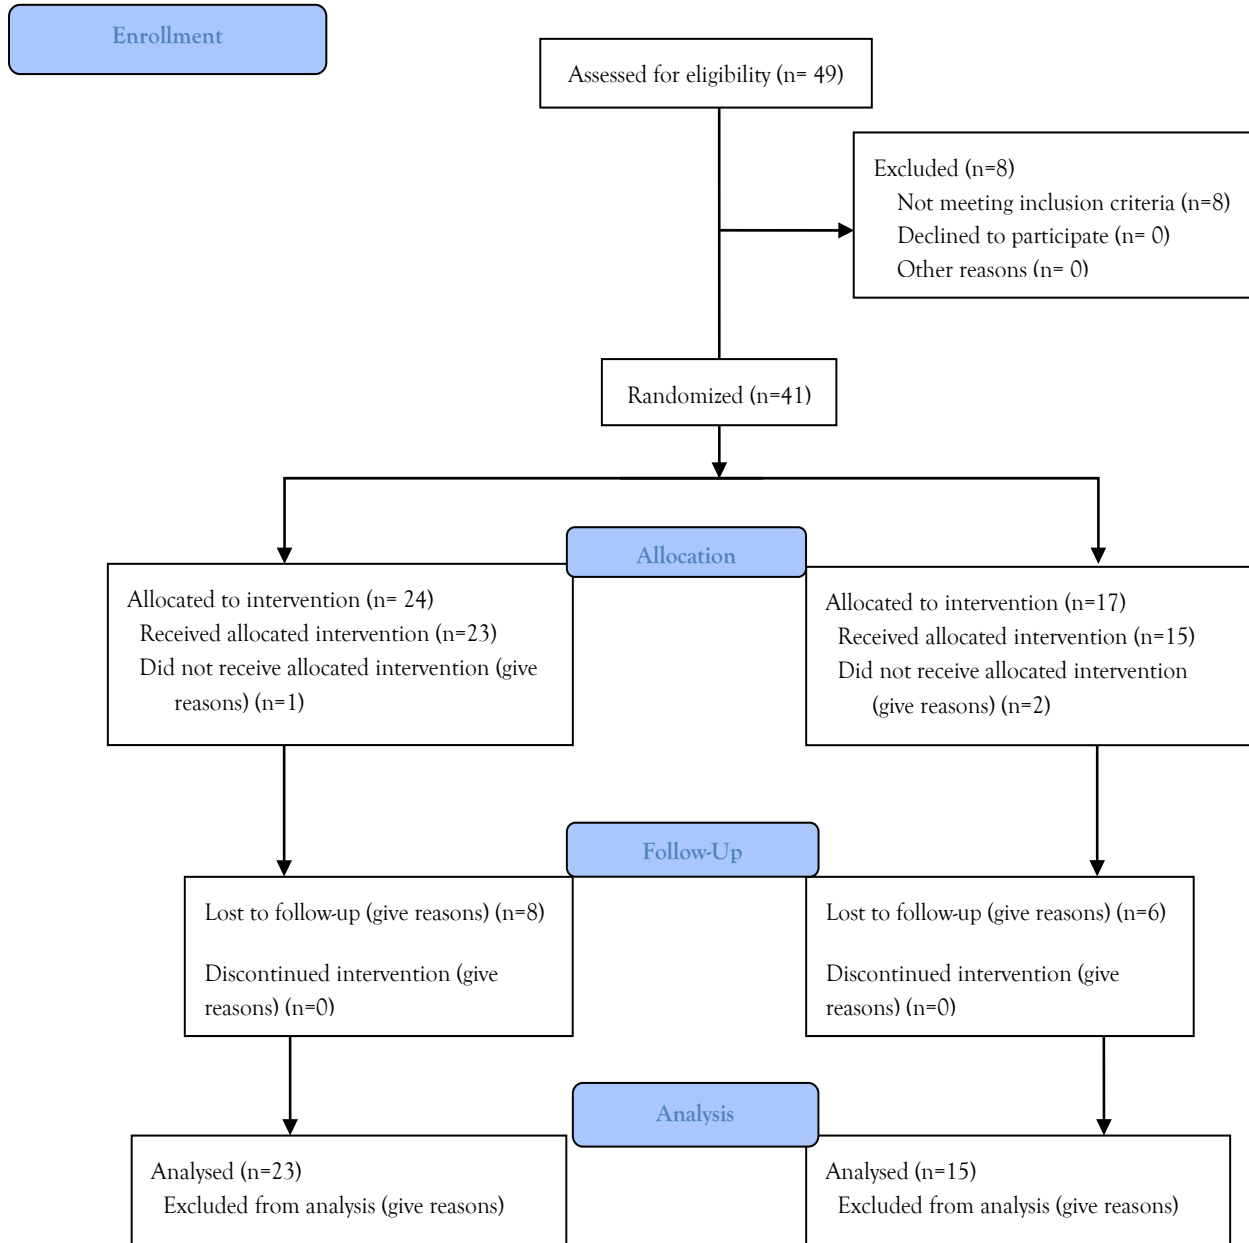 Enrollment
Assessed for eligibility (n= 49)
Excluded (n=8)
Not meeting inclusion criteria (n=8)
Declined to participate (n= 0)
Other reasons (n= 0)
Randomized (n=41)
Allocation
Allocated to intervention (n= 24)
Received allocated intervention (n=23)
Did not receive allocated intervention (give
reasons) (n=1)
Allocated to intervention (n=17)
Received allocated intervention (n=15)
Did not receive allocated intervention
(give reasons) (n=2)
Follow-Up
Lost to follow-up (give reasons) (n=8)
Discontinued intervention (give
reasons) (n=0)
Lost to follow-up (give reasons) (n=6)
Discontinued intervention (give
reasons) (n=0)
Analysis
Analysed (n=23)
Excluded from analysis (give reasons)
Analysed (n=15)
Excluded from analysis (give reasons)